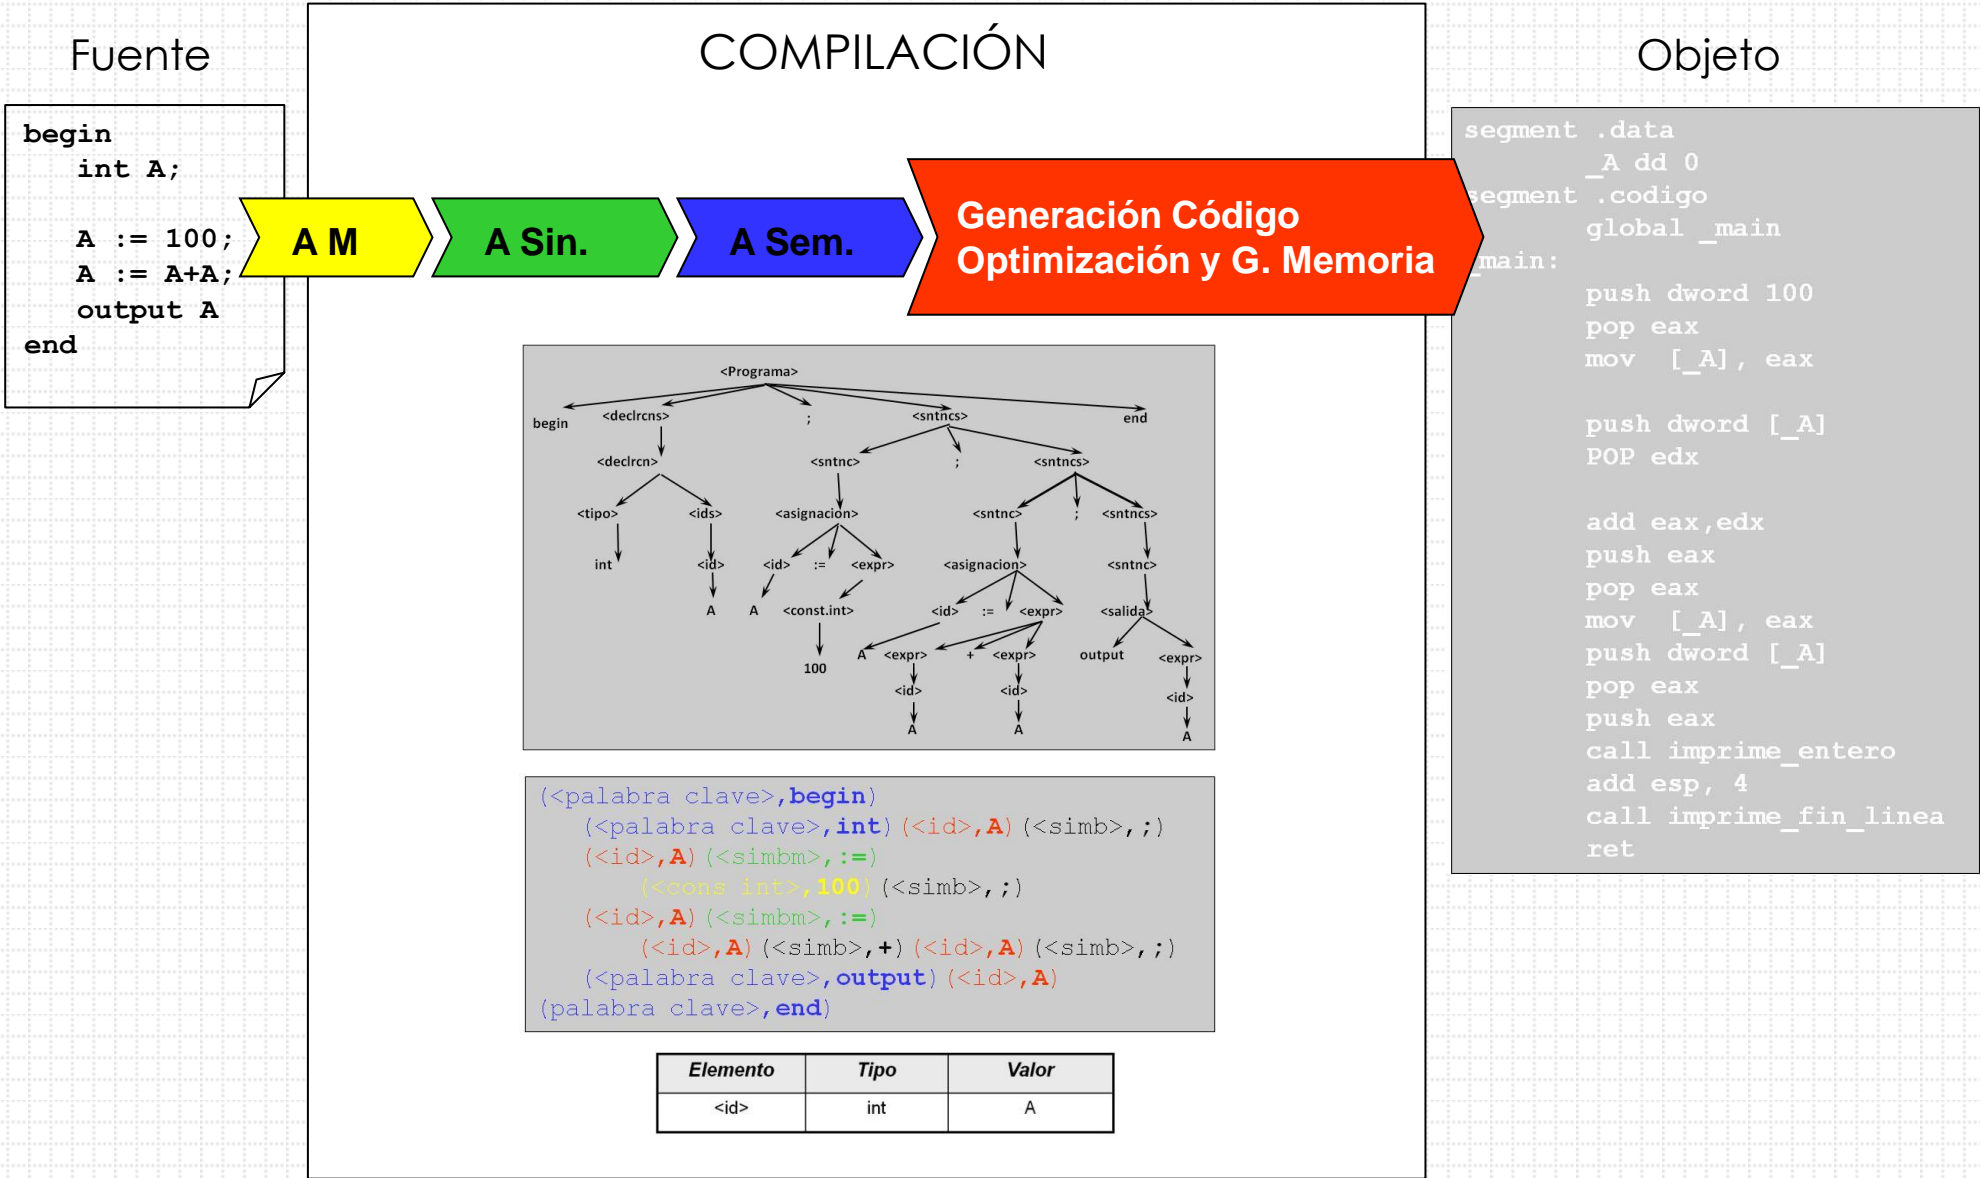 Fuente
COMPILACIÓN
Objeto
begin
int A;
A := 100;
A := A+A;
output A
end
A M
A Sin.
A Sem.
Generación Código
Optimización y G. Memoria
segment .data
_A dd 0
segment .codigo
global _main
_main:
push dword 100
pop eax
mov [_A], eax
push dword [_A]
POP edx
add eax,edx
push eax
pop eax
mov [_A], eax
push dword [_A]
pop eax
push eax
call imprime_entero
add esp, 4
call imprime_fin_linea
ret
<Programa>
begin <declrcns> ; <sntncs> end
<declrcn> <sntnc> ; <sntncs>
<tipo> <ids> <asignacion> <sntnc> ; <sntncs>
int <id> <id> := <expr> <asignacion> <sntnc>
A A <const.int> <id> := <expr> <salida>
100 A <expr> + <expr> output <expr>
<id> <id> <id>
A A A
(<palabra clave>,begin)
(<palabra clave>,int)(<id>,A)(<simb>,;)
(<id>,A)(<simbm>,:=)
(<cons int>,100)(<simb>,;)
(<id>,A)(<simbm>,:=)
(<id>,A)(<simb>,+)(<id>,A)(<simb>,;)
(<palabra clave>,output)(<id>,A)
(palabra clave>,end)
Elemento Tipo Valor
<id> int A